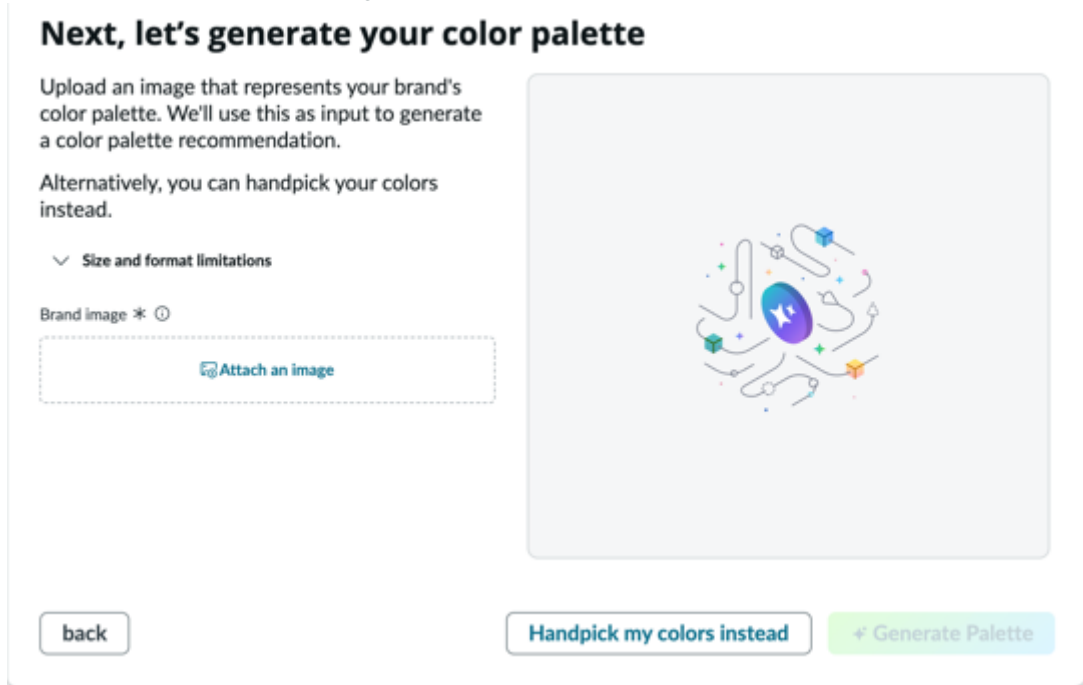 Next, let's generate your color palette
Upload an image that represents your brand's
color palette. We'll use this as input to generate
a color palette recommendation.
Alternatively, you can handpick your colors
instead.
Size and format limitations
Brand image *
Attach an image
back
Handpick my colors instead
Generate Palette